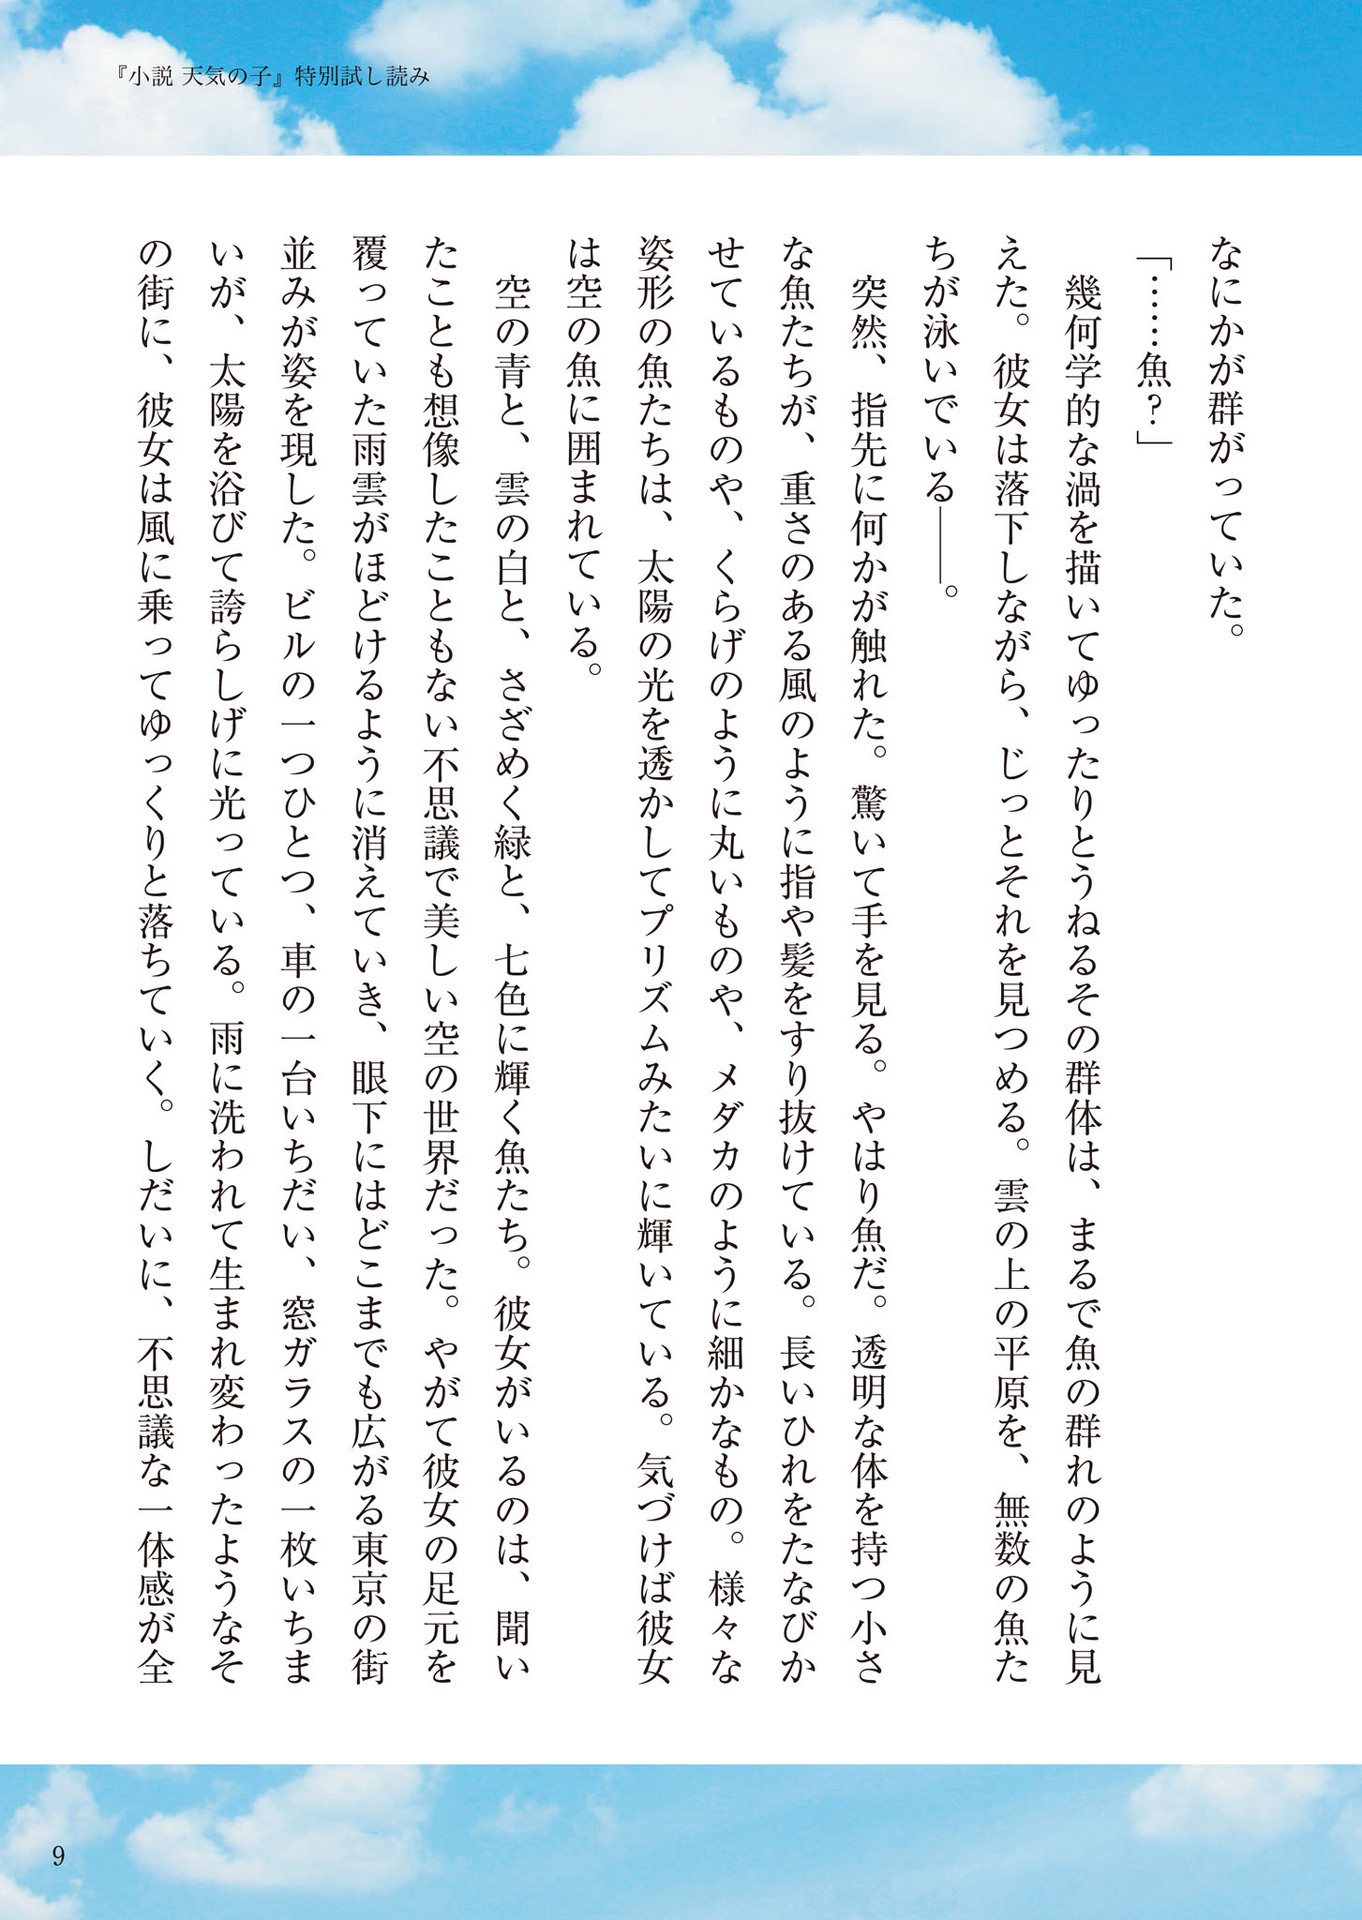 『小説 天気の子』特別試し読み
なにかが群がっていた。
「……魚？」
　幾何学的な渦を描いてゆったりとうねるその群体は、まるで魚の群れのように見
えた。彼女は落下しながら、じっとそれを見つめる。雲の上の平原を、無数の魚た
ちが泳いでいる――。
　突然、指先に何かが触れた。驚いて手を見る。やはり魚だ。透明な体を持つ小さ
な魚たちが、重さのある風のように指や髪をすり抜けている。長いひれをたなびか
せているものや、くらげのように丸いものや、メダカのように細かなもの。様々な
姿形の魚たちは、太陽の光を透かしてプリズムみたいに輝いている。気づけば彼女
は空の魚に囲まれている。
　空の青と、雲の白と、さざめく緑と、七色に輝く魚たち。彼女がいるのは、聞い
たことも想像したこともない不思議で美しい空の世界だった。やがて彼女の足元を
覆っていた雨雲がほどけるように消えていき、眼下にはどこまでも広がる東京の街
並みが姿を現した。ビルの一つひとつ、車の一台いちだい、窓ガラスの一枚いちま
いが、太陽を浴びて誇らしげに光っている。雨に洗われて生まれ変わったようなそ
の街に、彼女は風に乗ってゆっくりと落ちていく。しだいに、不思議な一体感が全
9